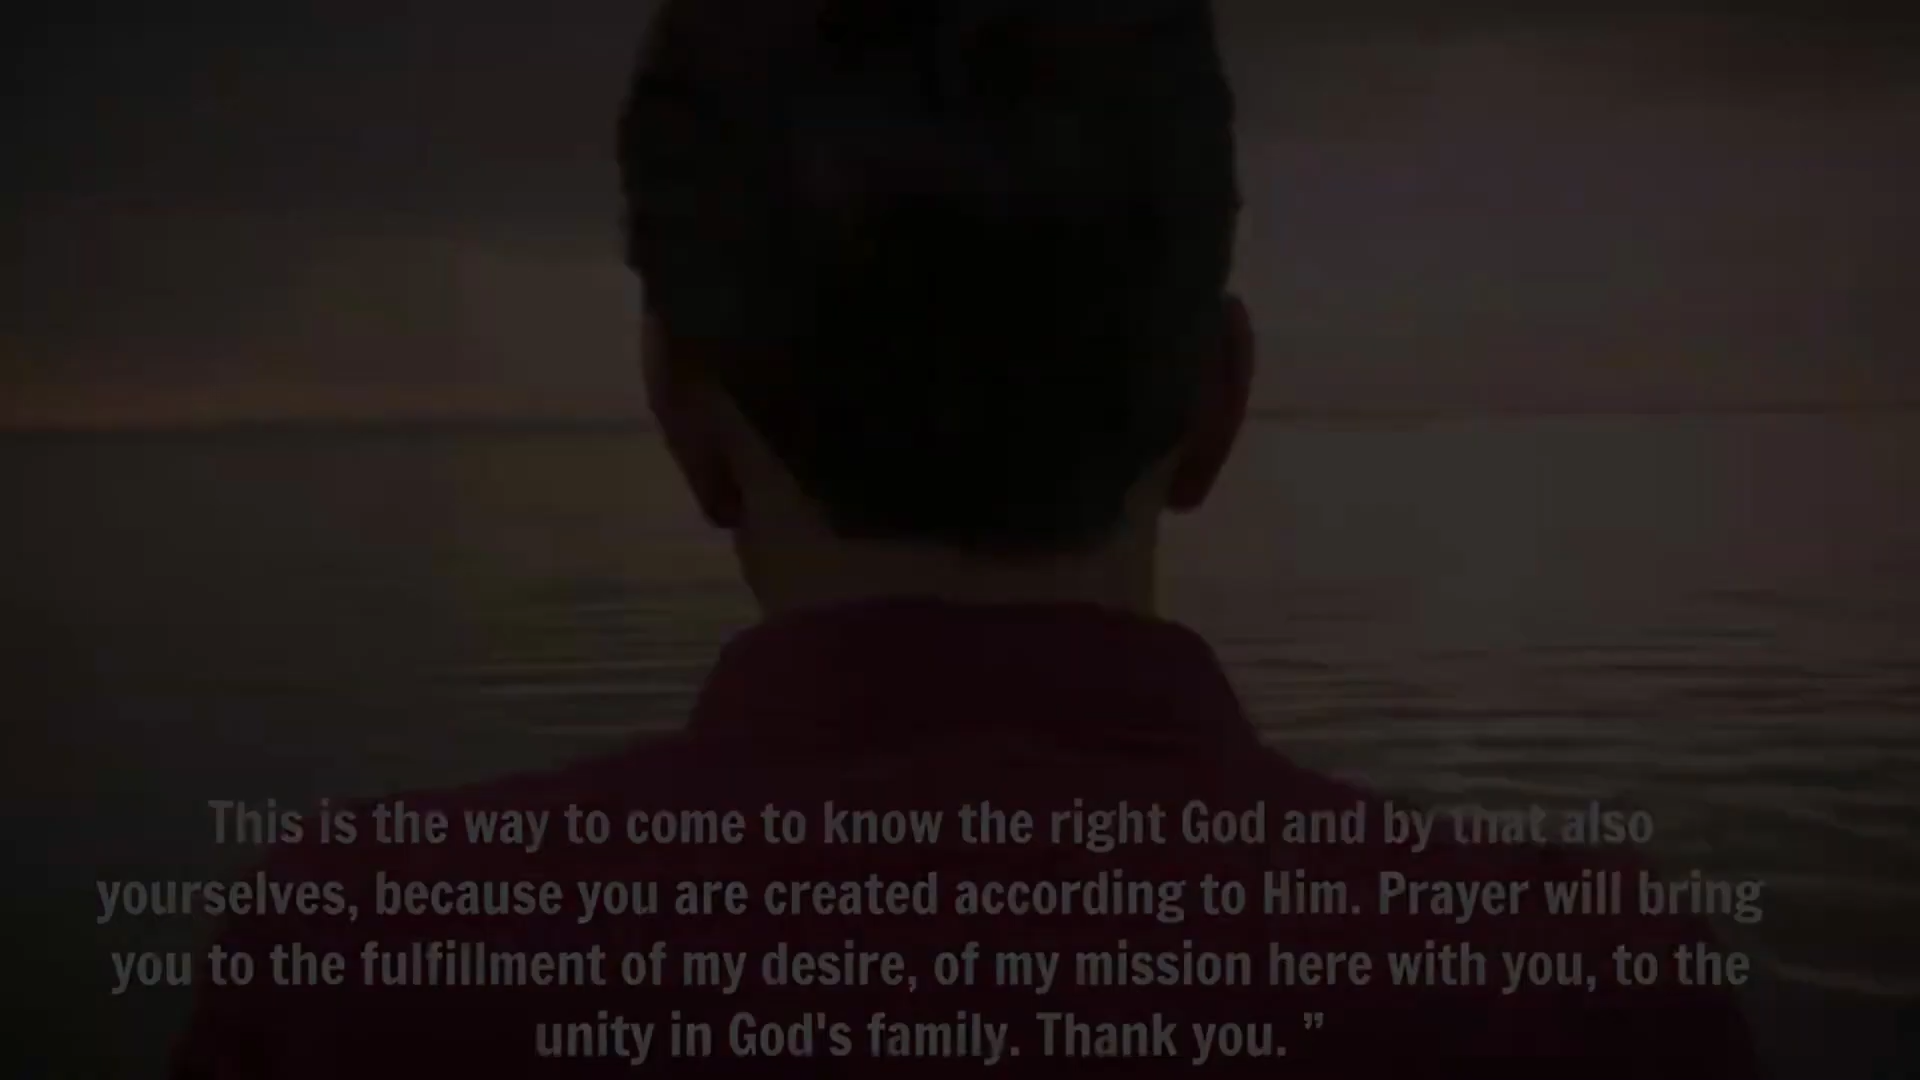 This is the way to come to know the right God and by that also
yourselves, because you are created according to Him. Prayer will bring
you to the fulfillment of my desire, of my mission here with you, to the
unity in God's family. Thank you. ”